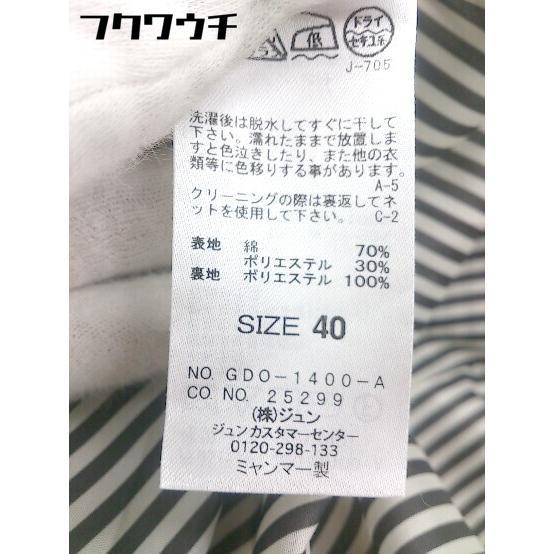 フクワウチ
低
ドライ
セキユ系
J-705
洗濯後は脱水してすぐに干して
下さい。濡れたままで放置しま
すと色泣きしたり、また他の衣
類等に色移りする事があります。
A-5
クリーニングの際は裏返してネ
ットを使用して下さい。 C-2
表地 綿 70%
ポリエステル 30%
裏地 ポリエステル 100%
SIZE 40
NO. GDO-1400-A
CO. NO. 25299
(株)ジュン
ジュンカスタマーセンター
0120-298-133
ミャンマー製